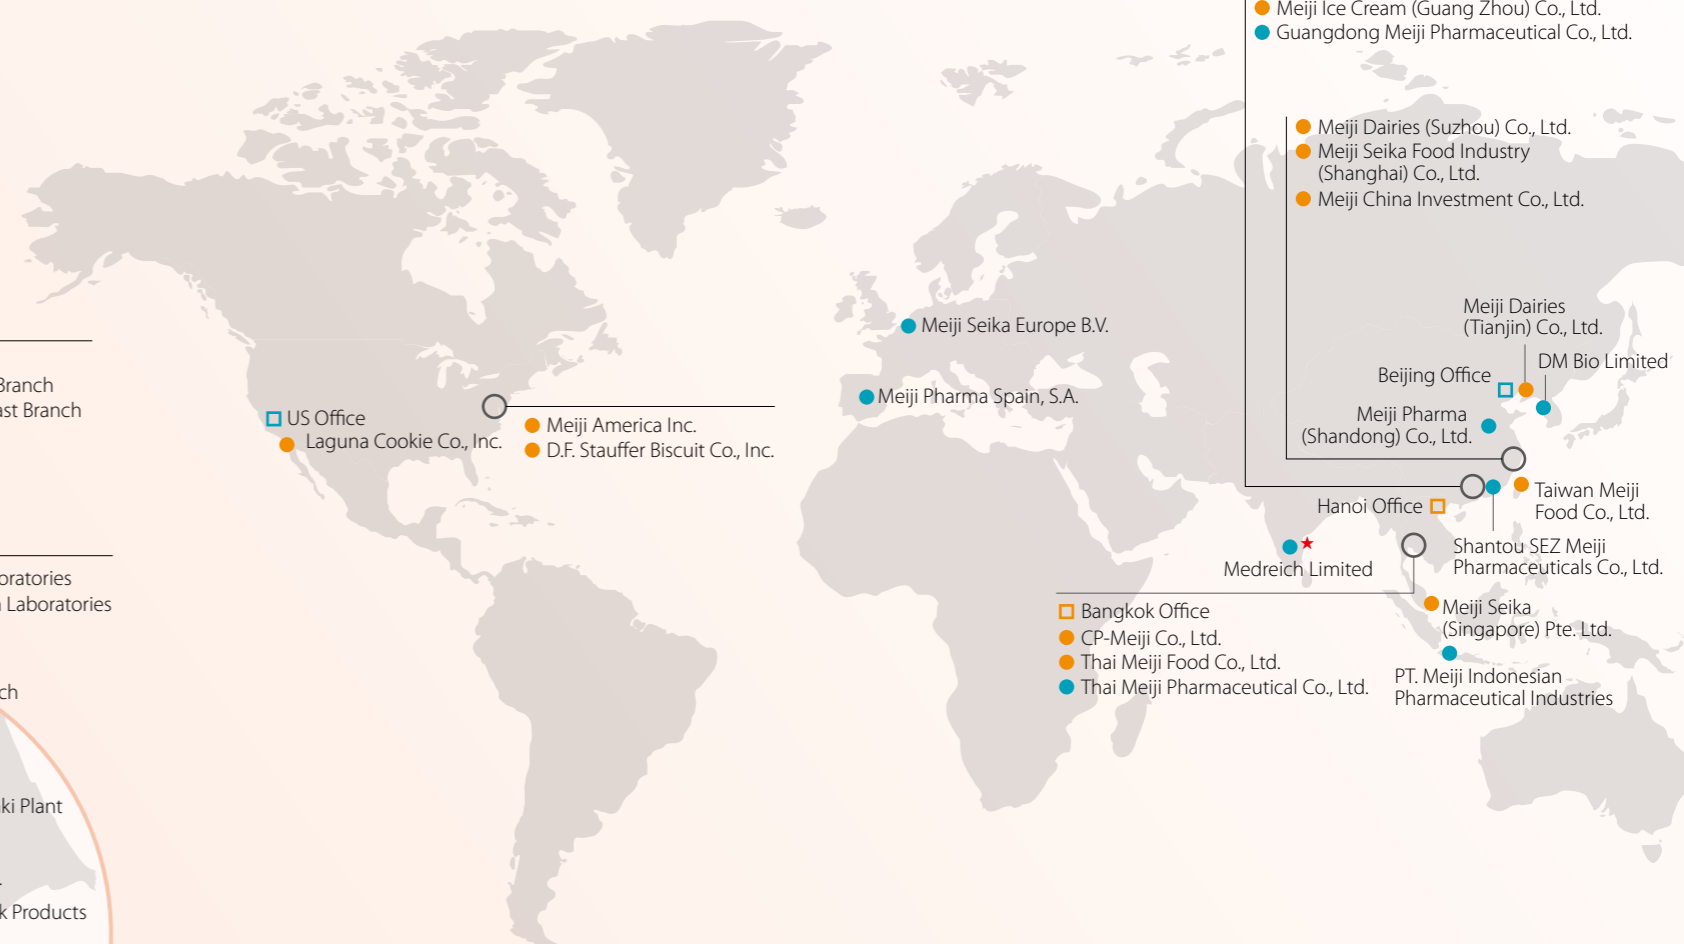 Meiji Ice Cream (Guang Zhou) Co., Ltd.
Guangdong Meiji Pharmaceutical Co., Ltd.
Meiji Dairies (Suzhou) Co., Ltd.
Meiji Seika Food Industry
(Shanghai) Co., Ltd.
Meiji China Investment Co., Ltd.
Meiji Dairies
(Tianjin) Co., Ltd.
DM Bio Limited
Beijing Office
Meiji Pharma
(Shandong) Co., Ltd.
Meiji Seika Europe B.V.
Meiji Pharma Spain, S.A.
US Office
Laguna Cookie Co., Inc.
Meiji America Inc.
D.F. Stauffer Biscuit Co., Inc.
Taiwan Meiji
Food Co., Ltd.
Hanoi Office
Shantou SEZ Meiji
Pharmaceuticals Co., Ltd.
Medreich Limited
Bangkok Office
CP-Meiji Co., Ltd.
Thai Meiji Food Co., Ltd.
Thai Meiji Pharmaceutical Co., Ltd.
Meiji Seika
(Singapore) Pte. Ltd.
PT. Meiji Indonesian
Pharmaceutical Industries
Branch
Branch
Laboratories
Plant
Products